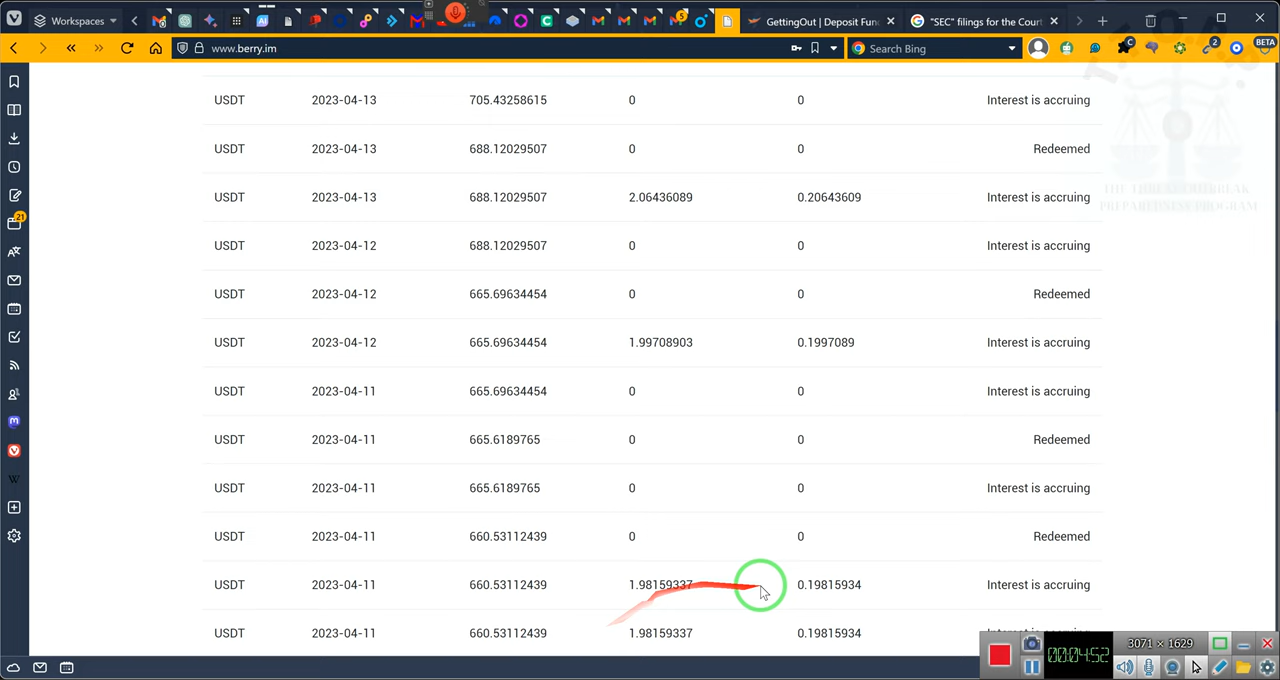 Workspaces
GettingOut | Deposit Fun
"SEC" filings for the Court
www.berry.im
Search Bing
BETA
USDT 2023-04-13 705.43258615 0 0 Interest is accruing
USDT 2023-04-13 688.12029507 0 0 Redeemed
USDT 2023-04-13 688.12029507 2.06436089 0.20643609 Interest is accruing
THE THREAT OUTBREAK
PREPAREDNESS PROGRAM
USDT 2023-04-12 688.12029507 0 0 Interest is accruing
USDT 2023-04-12 665.69634454 0 0 Redeemed
USDT 2023-04-12 665.69634454 1.99708903 0.1997089 Interest is accruing
USDT 2023-04-11 665.69634454 0 0 Interest is accruing
USDT 2023-04-11 665.6189765 0 0 Redeemed
USDT 2023-04-11 665.6189765 0 0 Interest is accruing
USDT 2023-04-11 660.53112439 0 0 Redeemed
USDT 2023-04-11 660.53112439 1.98159337 0.19815934 Interest is accruing
USDT 2023-04-11 660.53112439 1.98159337 0.19815934
3071 × 1629
00:04:52
21